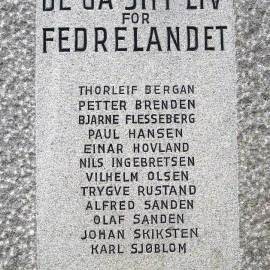 DE GA SITT LIV
FOR
FEDRELANDET
THORLEIF BERGAN
PETTER BRENDEN
BJARNE FLESSEBERG
PAUL HANSEN
EINAR HOVLAND
NILS INGEBRETSEN
VILHELM OLSEN
TRYGVE RUSTAND
ALFRED SANDEN
OLAF SANDEN
JOHAN SKIKSTEN
KARL SJØBLOM